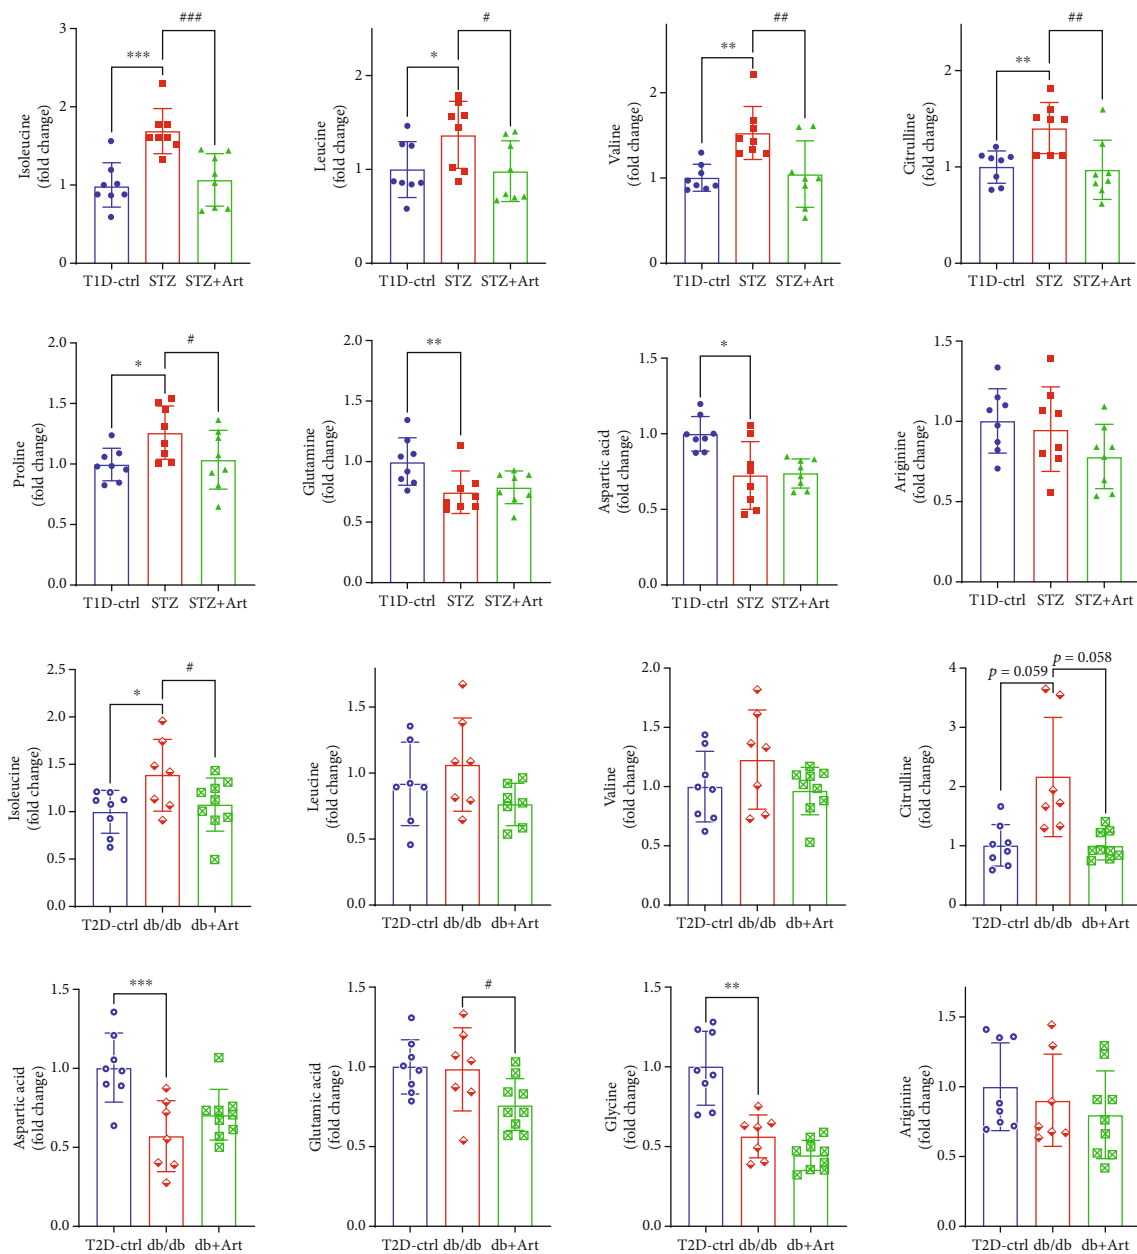 Isoleucine
(fold change)
3
2
1
0
***
###
T1D-ctrl STZ STZ+Art
Leucine
(fold change)
2
1
0
*
#
T1D-ctrl STZ STZ+Art
Valine
(fold change)
2
1
0
**
##
T1D-ctrl STZ STZ+Art
Citrulline
(fold change)
2
1
0
**
##
T1D-ctrl STZ STZ+Art
Proline
(fold change)
2.0
1.5
1.0
0.5
0.0
*
#
T1D-ctrl STZ STZ+Art
Glutamine
(fold change)
2.0
1.5
1.0
0.5
0.0
**
T1D-ctrl STZ STZ+Art
Aspartic acid
(fold change)
1.5
1.0
0.5
0.0
*
T1D-ctrl STZ STZ+Art
Ariginine
(fold change)
1.5
1.0
0.5
0.0
T1D-ctrl STZ STZ+Art
Isoleucine
(fold change)
2.5
2.0
1.5
1.0
0.5
0.0
*
#
T2D-ctrl db/db db+Art
Leucine
(fold change)
1.5
1.0
0.5
0.0
T2D-ctrl db/db db+Art
Valine
(fold change)
2.0
1.5
1.0
0.5
0.0
T2D-ctrl db/db db+Art
Citrulline
(fold change)
4
3
2
1
0
p = 0.059
p = 0.058
T2D-ctrl db/db db+Art
Aspartic acid
(fold change)
1.5
1.0
0.5
0.0
***
T2D-ctrl db/db db+Art
Glutamic acid
(fold change)
1.5
1.0
0.5
0.0
#
T2D-ctrl db/db db+Art
Glycine
(fold change)
1.5
1.0
0.5
0.0
**
T2D-ctrl db/db db+Art
Ariginine
(fold change)
1.5
1.0
0.5
0.0
T2D-ctrl db/db db+Art